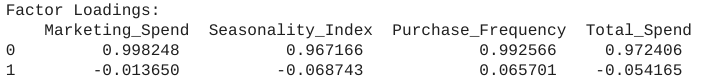 Factor Loadings:
Marketing_Spend Seasonality_Index Purchase_Frequency Total_Spend
0 0.998248 0.967166 0.992566 0.972406
1 -0.013650 -0.068743 0.065701 -0.054165